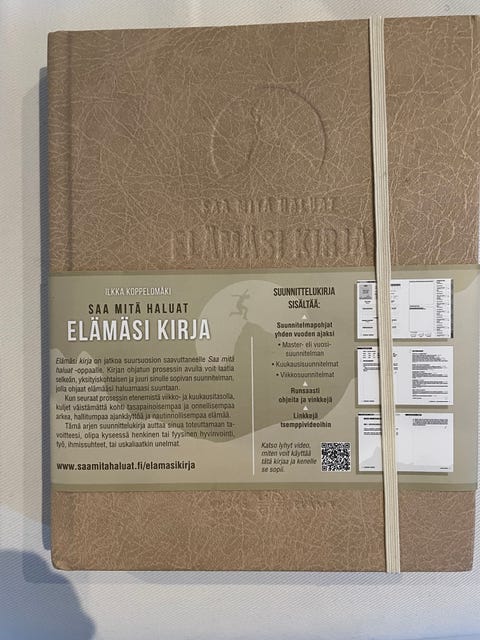 SAA MITÄ HALUAT
ELÄMÄSI KIRJA
ILKKA KOPPELOMÄKI
SAA MITÄ HALUAT
ELÄMÄSI KIRJA
Elämäsi kirja on jatkoa suursuosion saavuttaneelle Saa mitä
haluat -oppaalle. Kirjan ohjatun prosessin avulla voit laatia
selkeän, yksityiskohtaisen ja juuri sinulle sopivan suunnitelman,
jolla ohjaat elämääsi haluamaasi suuntaan.
Kun seuraat prosessin etenemistä viikko- ja kuukausitasolla,
kuljet väistämättä kohti tasapainoisempaa ja onnellisempaa
arkea, hallitumpaa ajankäyttöä ja nautinnollisempaa elämää.
Tämä arjen suunnittelukirja auttaa sinua toteuttamaan ta-
voitteesi, olipa kyseessä henkinen tai fyysinen hyvinvointi,
työ, ihmissuhteet, tai uskaliaatkin unelmat.
www.saamitahaluat.fi/elamasikirja
SUUNNITTELUKIRJA
SISÄLTÄÄ:
Suunnitelmapohjat
yhden vuoden ajaksi
• Master- eli vuosi-
suunnitelman
• Kuukausisuunnitelmat
• Viikkosuunnitelmat
Runsaasti
ohjeita ja vinkkejä
Linkkejä
tsemppivideoihin
Katso lyhyt video,
miten voit käyttää
tätä kirjaa ja kenelle
se sopii.